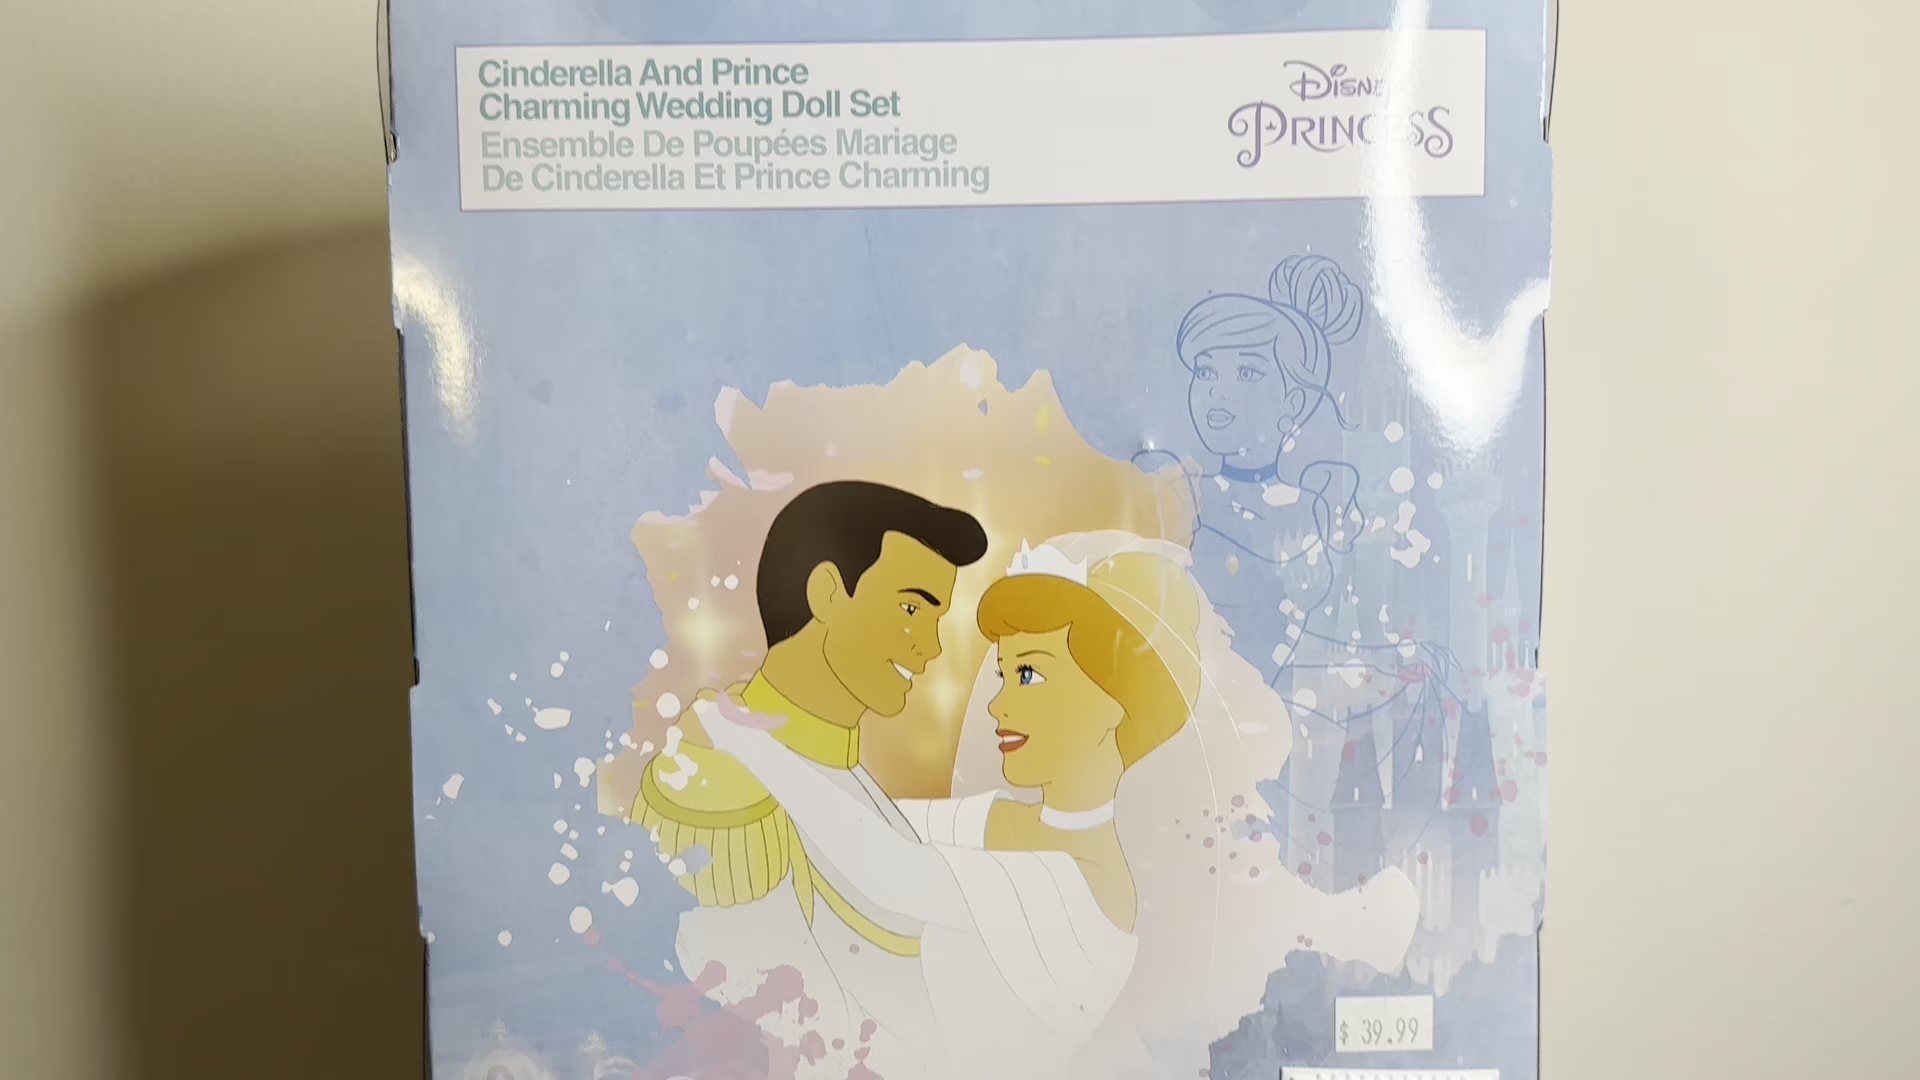 Cinderella And Prince
Charming Wedding Doll Set
Ensemble De Poupées Mariage
De Cinderella Et Prince Charming
Disney
PRINCESS
$ 39.99